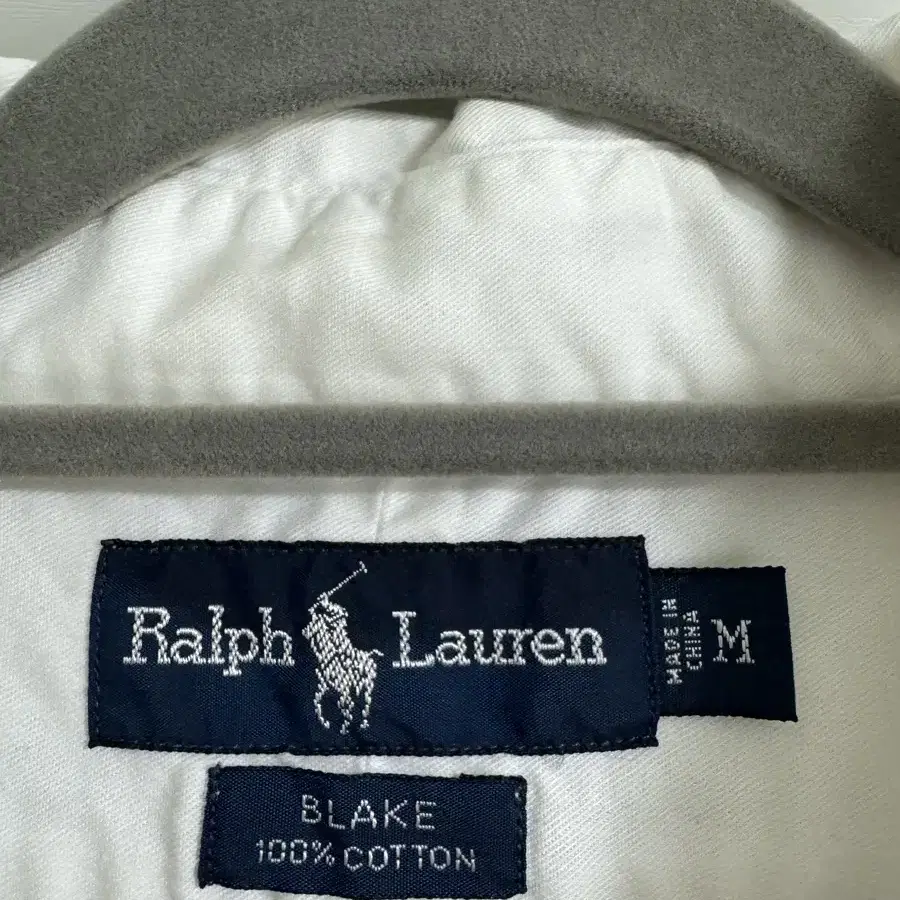 Ralph Lauren
MADE IN
CHINA
M
BLAKE
100% COTTON